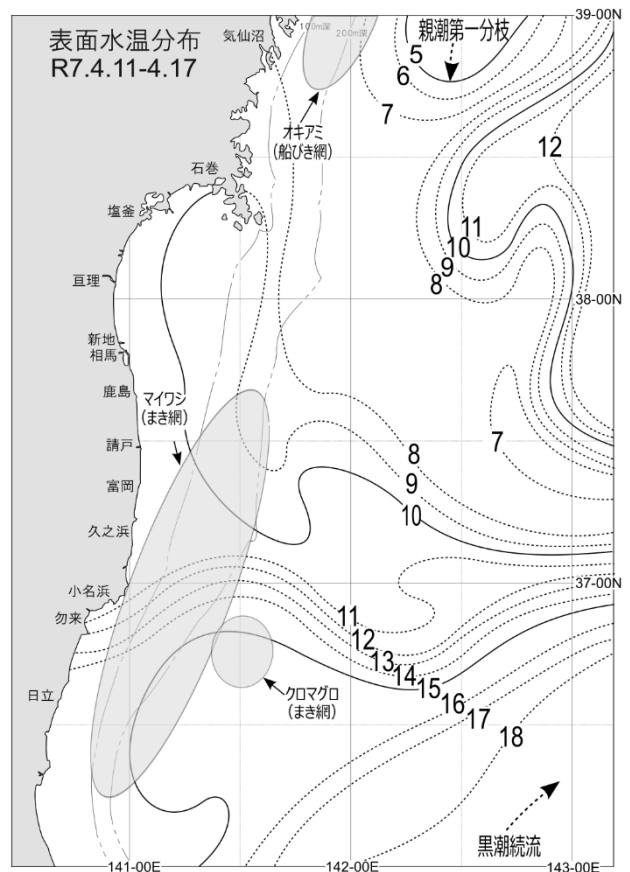 表面水温分布
R7.4.11-4.17
気仙沼
100m深
200m深
5
親潮第一分枝
39-00N
6
7
オキアミ
(船びき網)
12
石巻
塩釜
11
10
9
8
亘理
38-00N
新地
相馬
鹿島
マイワシ
(まき網)
請戸
8
7
富岡
9
10
久之浜
37-00N
小名浜
勿来
11
12
13
14
15
16
17
18
日立
クロマグロ
(まき網)
黒潮続流
141-00E
142-00E
143-00E